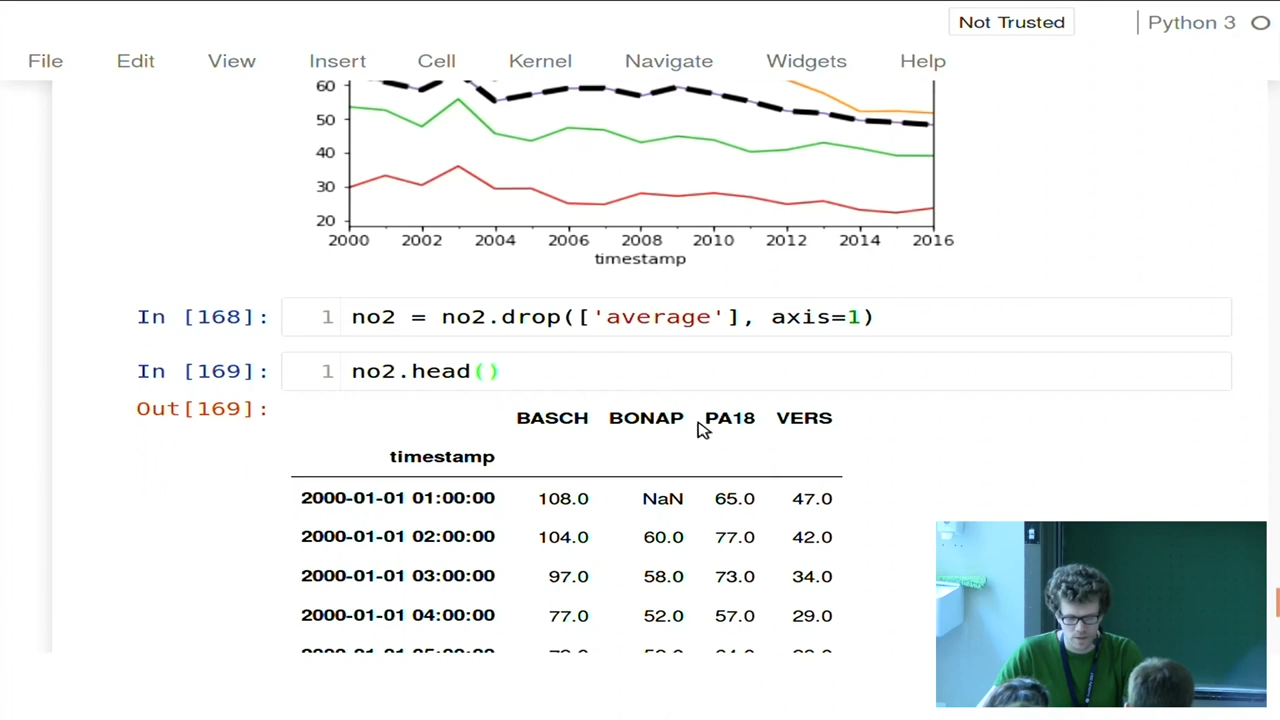 Not Trusted Python 3
File Edit View Insert Cell Kernel Navigate Widgets Help
60
50
40
30
20
2000 2002 2004 2006 2008 2010 2012 2014 2016
timestamp
In [168]: 1 no2 = no2.drop(['average'], axis=1)
In [169]: 1 no2.head()
Out[169]:
BASCH BONAP PA18 VERS
timestamp
2000-01-01 01:00:00 108.0 NaN 65.0 47.0
2000-01-01 02:00:00 104.0 60.0 77.0 42.0
2000-01-01 03:00:00 97.0 58.0 73.0 34.0
2000-01-01 04:00:00 77.0 52.0 57.0 29.0